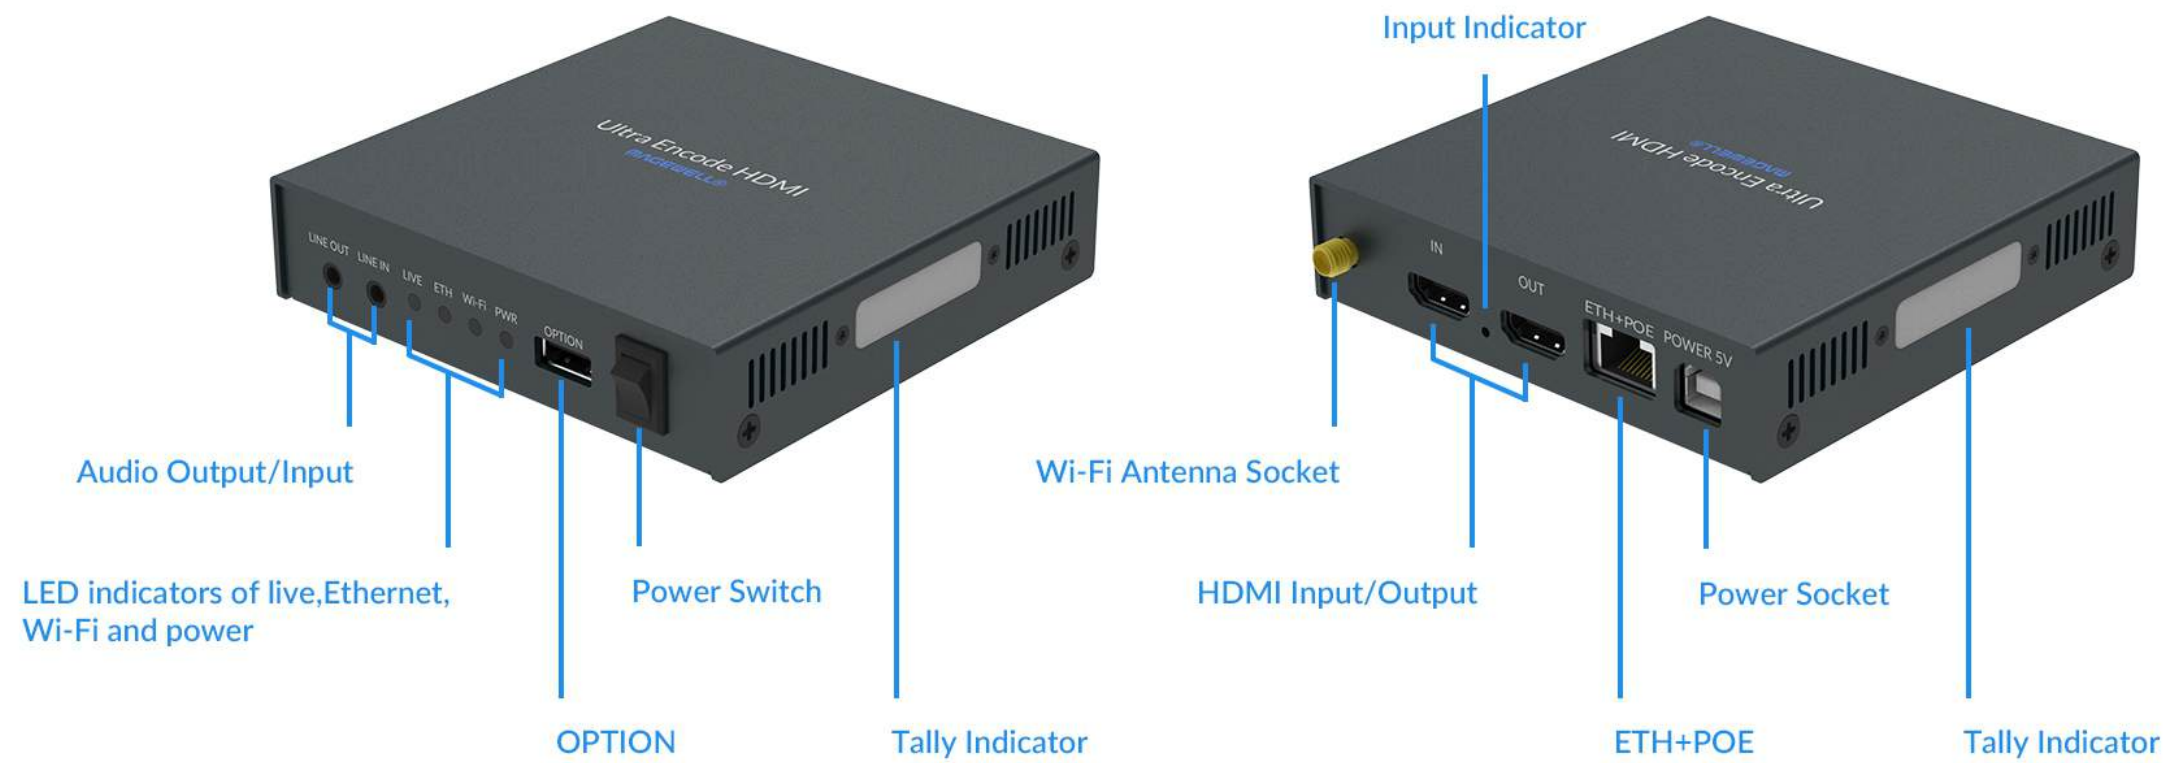 Input Indicator
Ultra Encode HDMI
MAGEWELL®
LINE OUT
LINE IN
LIVE
ETH
Wi-Fi
PWR
OPTION
Audio Output/Input
LED indicators of live,Ethernet,
Wi-Fi and power
Power Switch
OPTION
Tally Indicator
Ultra Encode HDMI
MAGEWELL®
IN
OUT
ETH+POE
POWER 5V
Wi-Fi Antenna Socket
HDMI Input/Output
Power Socket
ETH+POE
Tally Indicator